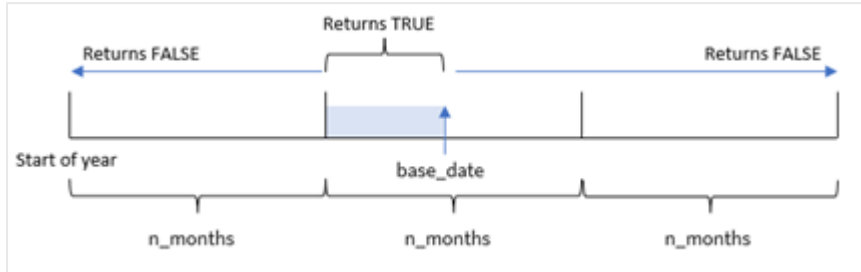 Returns TRUE
Returns FALSE
Returns FALSE
Start of year
base_date
n_months
n_months
n_months